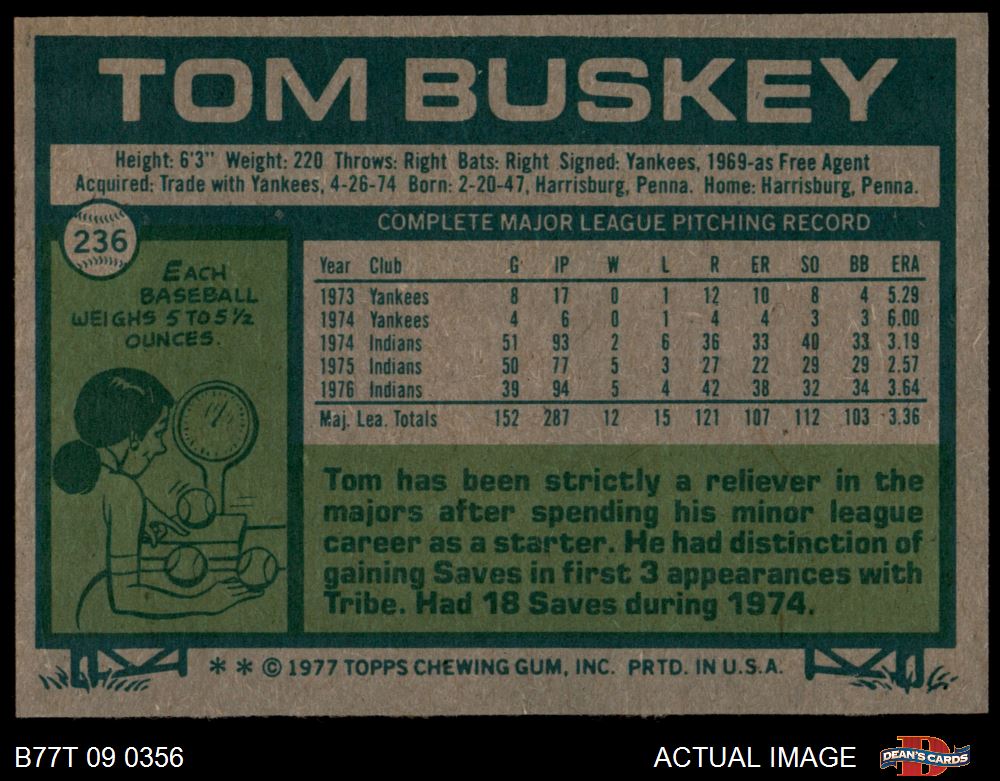 TOM BUSKEY
Height: 6'3" Weight: 220 Throws: Right Bats: Right Signed: Yankees, 1969-as Free Agent
Acquired: Trade with Yankees, 4-26-74 Born: 2-20-47, Harrisburg, Penna. Home: Harrisburg, Penna.
236
EACH
BASEBALL
WEIGHS 5 TO 5 1/2
OUNCES.
COMPLETE MAJOR LEAGUE PITCHING RECORD
Year Club G IP W L R ER SO BB ERA
1973 Yankees 8 17 0 1 12 10 8 4 5.29
1974 Yankees 4 6 0 1 4 4 3 3 6.00
1974 Indians 51 93 2 6 36 33 40 33 3.19
1975 Indians 50 77 5 3 27 22 29 29 2.57
1976 Indians 39 94 5 4 42 38 32 34 3.64
Maj. Lea. Totals 152 287 12 15 121 107 112 103 3.36
Tom has been strictly a reliever in the
majors after spending his minor league
career as a starter. He had distinction of
gaining Saves in first 3 appearances with
Tribe. Had 18 Saves during 1974.
* * © 1977 TOPPS CHEWING GUM, INC. PRTD. IN U.S.A.
B77T 09 0356
ACTUAL IMAGE
DEAN'S CARDS